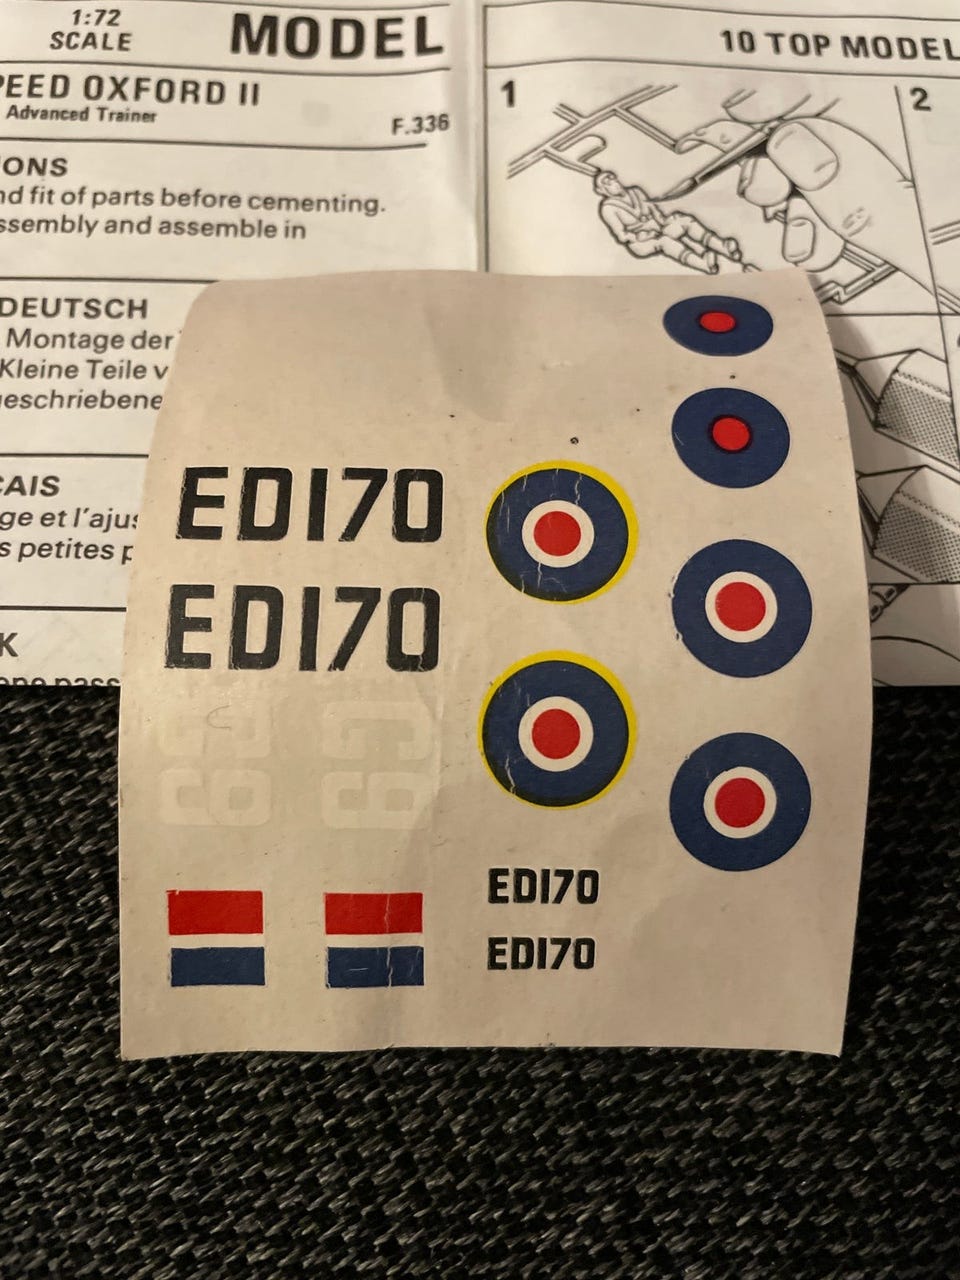 1:72
SCALE
MODEL
PEED OXFORD II
Advanced Trainer
F.336
IONS
nd fit of parts before cementing.
ssembly and assemble in
DEUTSCH
Montage der
Kleine Teile v
geschriebene
ÇAIS
ge et l'ajus
s petites p
K
10 TOP MODEL
1
2
ED170
ED170
ED170
ED170